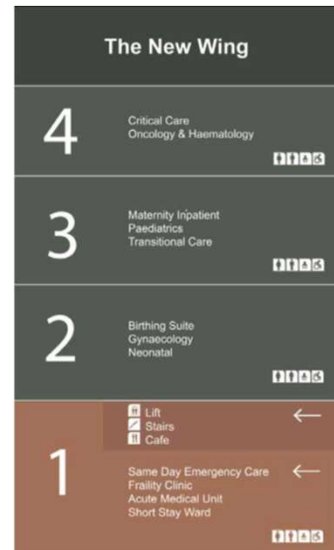 The New Wing
4
Critical Care
Oncology & Haematology
3
Maternity Inpatient
Paediatrics
Transitional Care
2
Birthing Suite
Gynaecology
Neonatal
1
Lift
Stairs
Cafe
Same Day Emergency Care
Fraility Clinic
Acute Medical Unit
Short Stay Ward